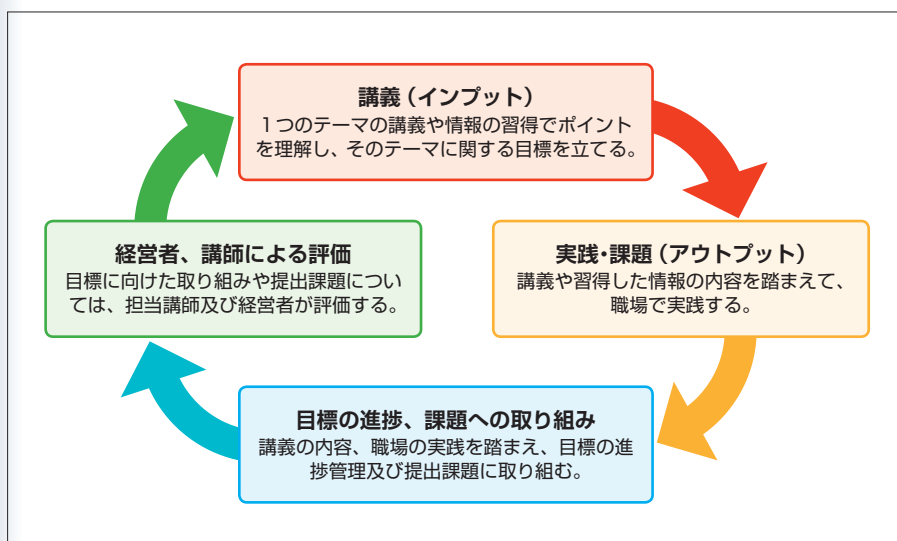 講義(インプット)
1つのテーマの講義や情報の習得でポイント
を理解し、そのテーマに関する目標を立てる。
実践・課題(アウトプット)
講義や習得した情報の内容を踏まえて、
職場で実践する。
目標の進捗、課題への取り組み
講義の内容、職場の実践を踏まえ、目標の進
捗管理及び提出課題に取り組む。
経営者、講師による評価
目標に向けた取り組みや提出課題につい
ては、担当講師及び経営者が評価する。